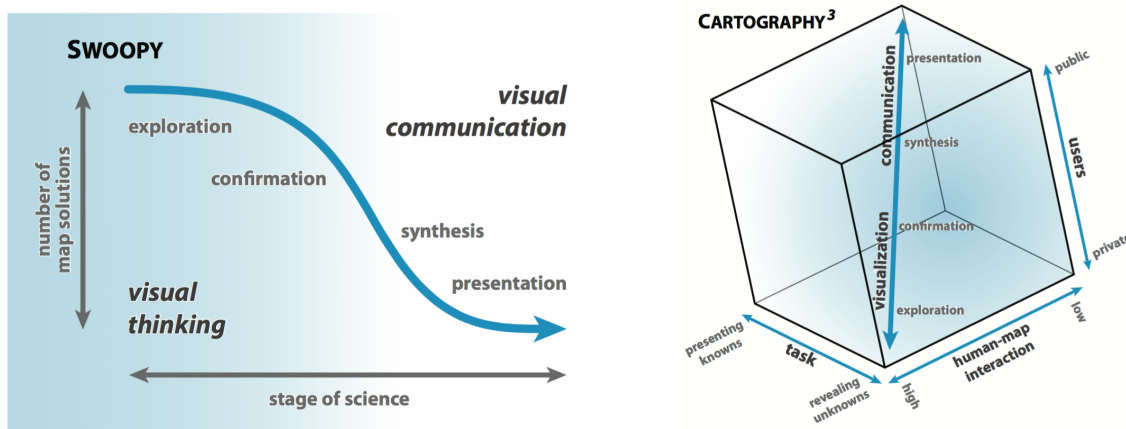 SWOOPY
visual
communication
exploration
confirmation
number of
map solutions
synthesis
presentation
visual
thinking
stage of science
CARTOGRAPHY³
presentation
communication
public
synthesis
users
confirmation
visualization
private
exploration
presenting
knowns
task
revealing
unknowns
high
human-map
interaction
low